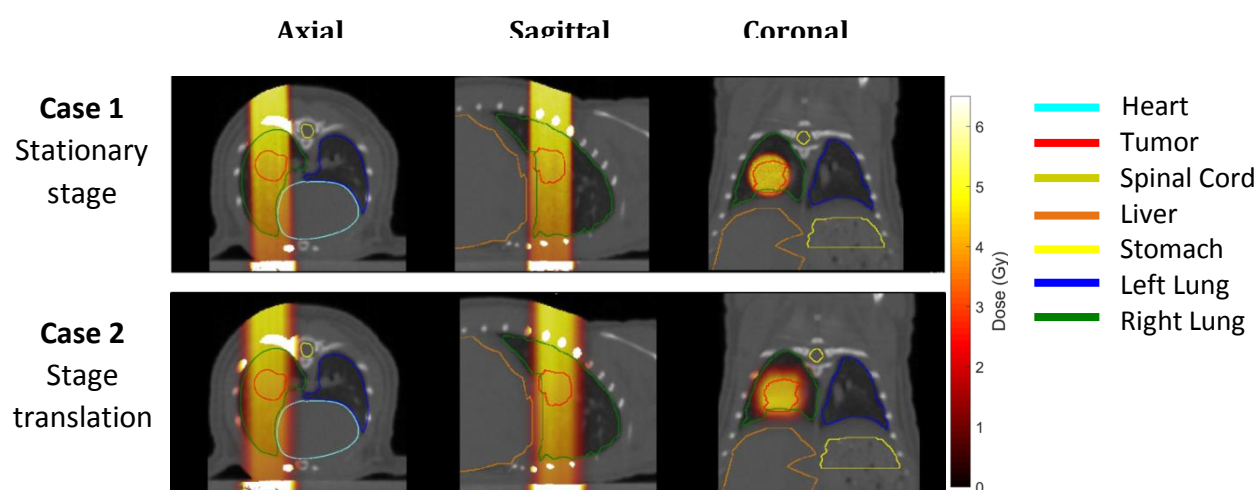 Axial Sagittal Coronal
Case 1
Stationary
stage
Case 2
Stage
translation
6
5
4
3
2
1
0
Dose (Gy)
Heart
Tumor
Spinal Cord
Liver
Stomach
Left Lung
Right Lung